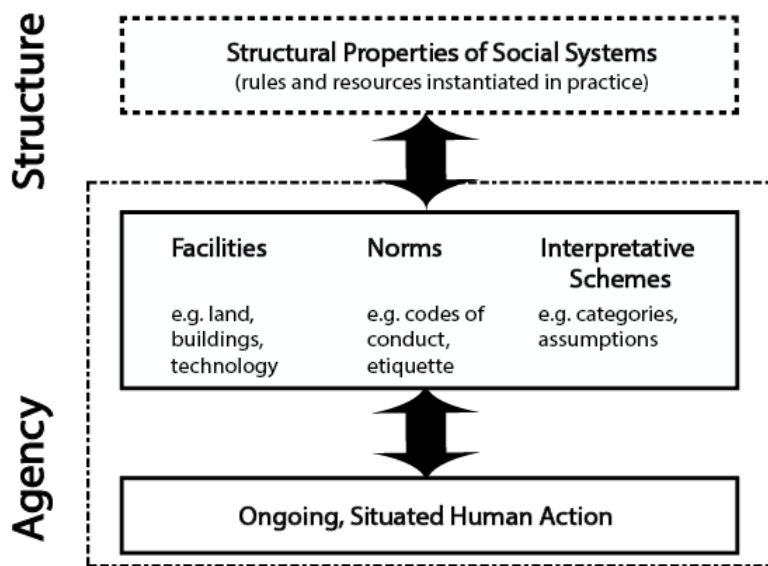 Structure
Structural Properties of Social Systems
(rules and resources instantiated in practice)
Agency
Facilities
e.g. land,
buildings,
technology
Norms
e.g. codes of
conduct,
etiquette
Interpretative
Schemes
e.g. categories,
assumptions
Ongoing, Situated Human Action